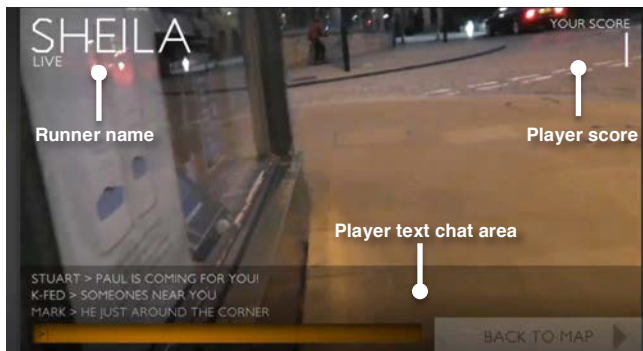 SHEILA
LIVE
YOUR SCORE
Runner name
Player score
Player text chat area
STUART > PAUL IS COMING FOR YOU!
K-FED > SOMEONES NEAR YOU
MARK > HE JUST AROUND THE CORNER
>
BACK TO MAP